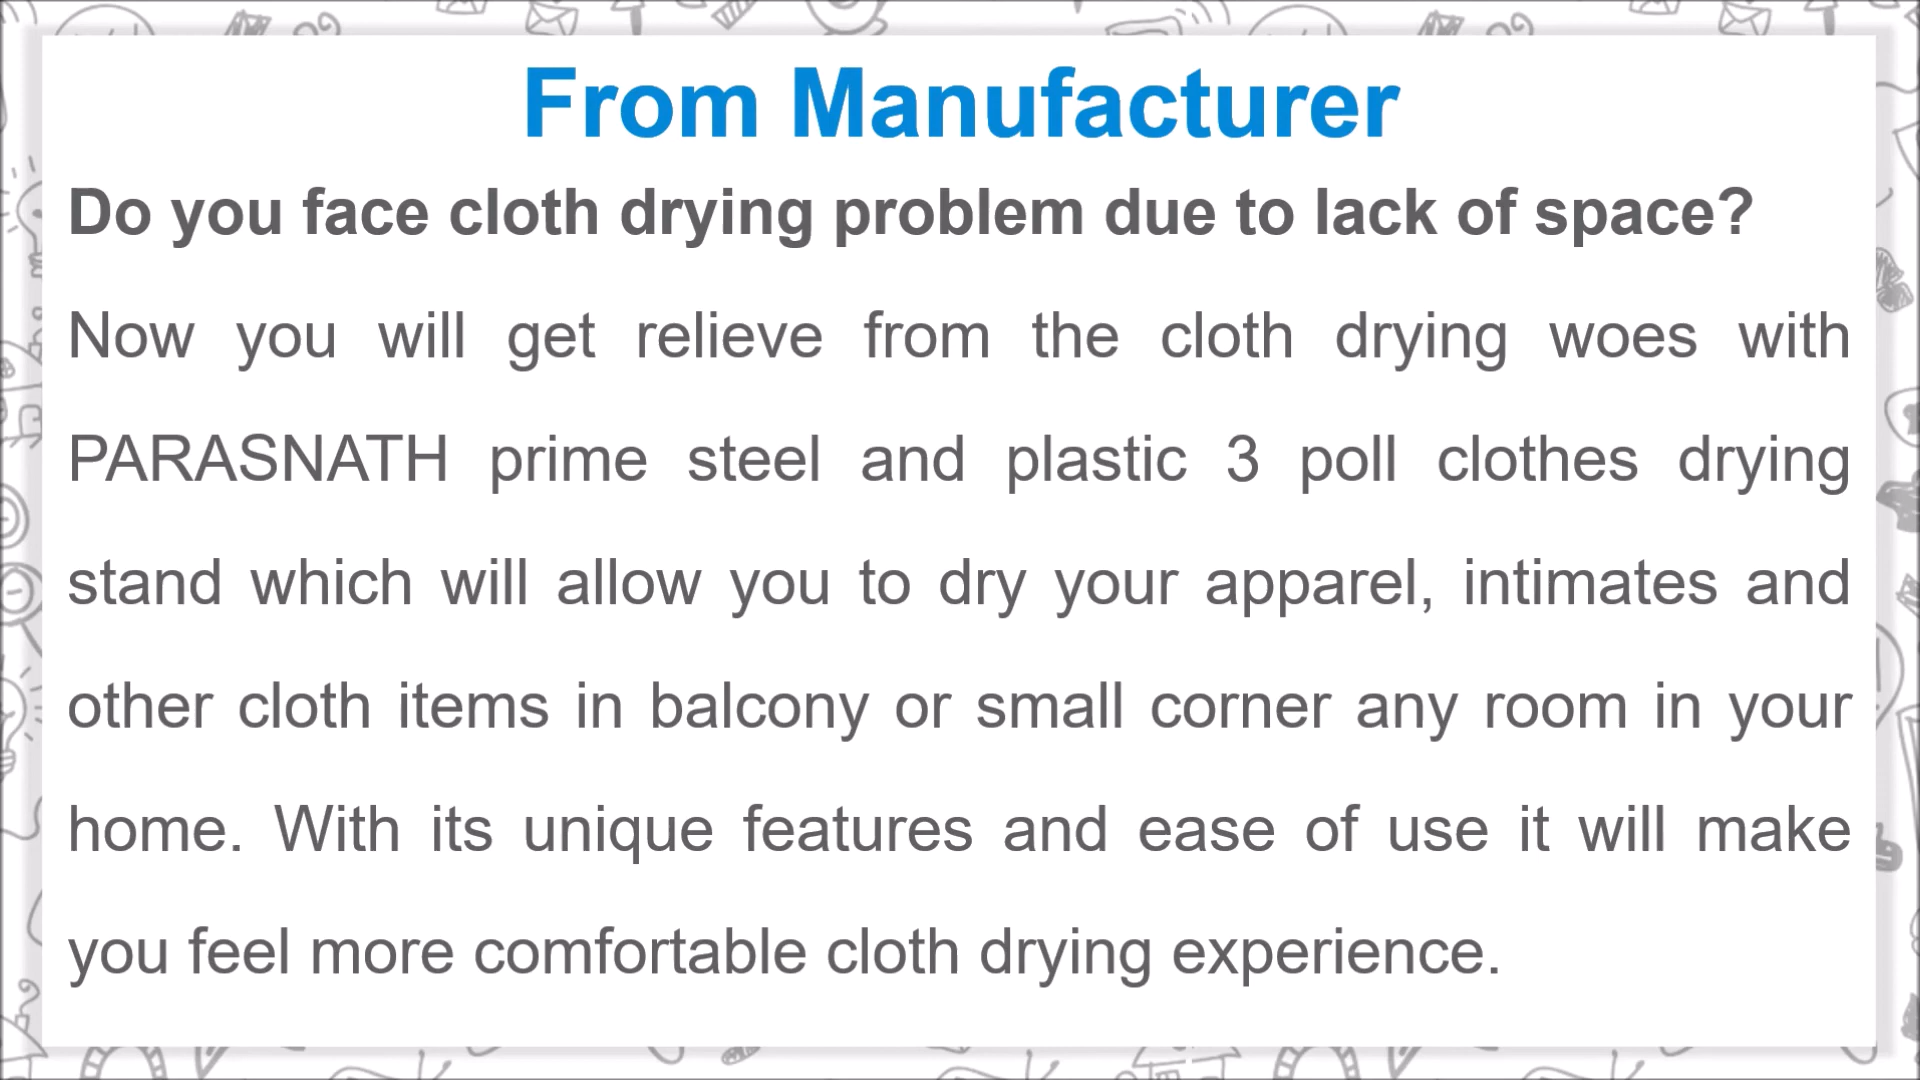 From Manufacturer
Do you face cloth drying problem due to lack of space?
Now you will get relieve from the cloth drying woes with
PARASNATH prime steel and plastic 3 poll clothes drying
stand which will allow you to dry your apparel, intimates and
other cloth items in balcony or small corner any room in your
home. With its unique features and ease of use it will make
you feel more comfortable cloth drying experience.